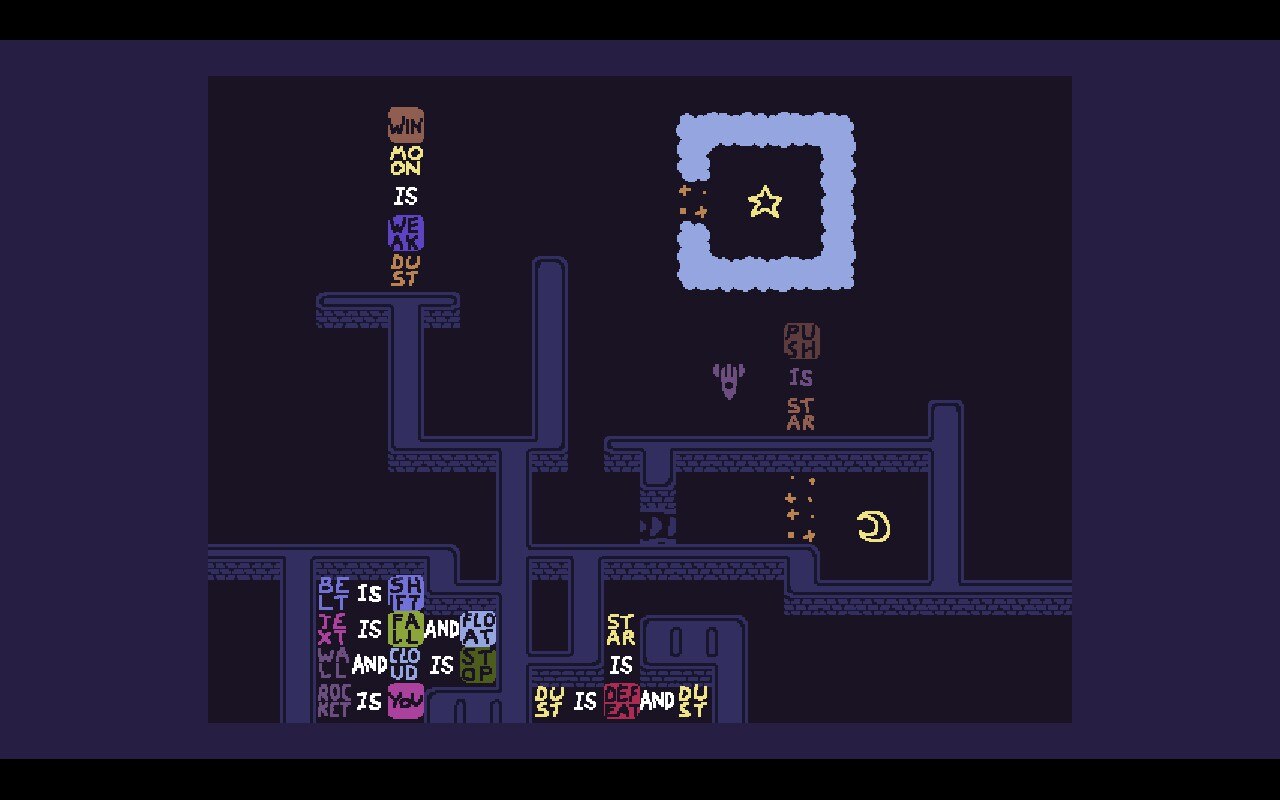 WIN
MOON
IS
WEAK
DUST
PUSH
IS
STAR
BELT IS SHIFT
TEXT IS FALL AND FLOAT
WALL AND CLOUD IS STOP
ROCKET IS YOU
STAR
IS
DUST IS DEFEAT AND DUST